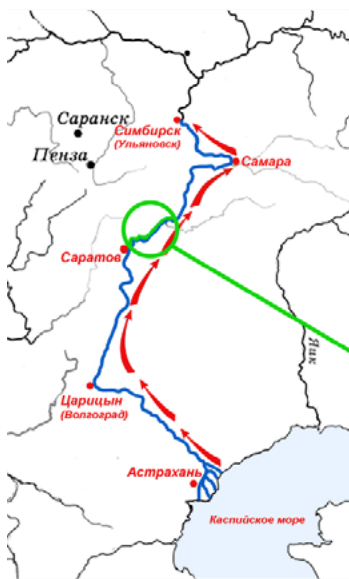 Саранск
Симбирск
(Ульяновск)
Пенза
Самара
Саратов
Яик
Царицын
(Волгоград)
Астрахань
Каспийское море